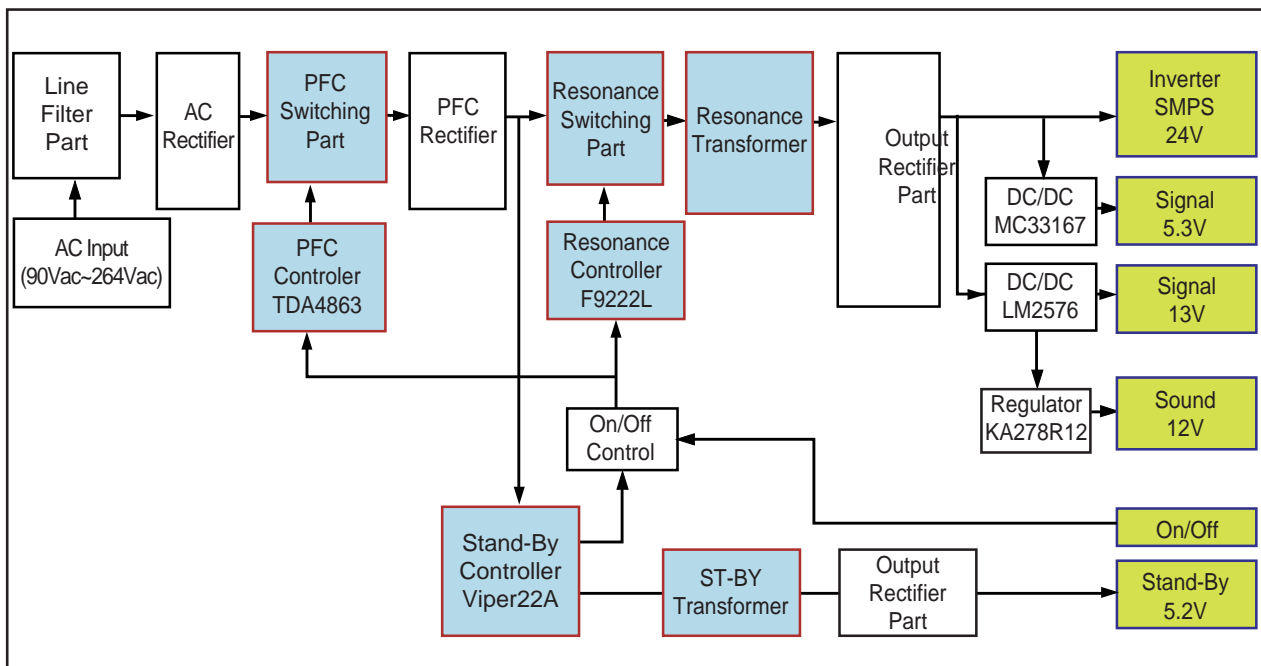 Line
Filter
Part
AC
Rectifier
PFC
Switching
Part
PFC
Rectifier
Resonance
Switching
Part
Resonance
Transformer
Output
Rectifier
Part
Inverter
SMPS
24V
AC Input
(90Vac~264Vac)
PFC
Controler
TDA4863
Resonance
Controller
F9222L
DC/DC
MC33167
Signal
5.3V
DC/DC
LM2576
Signal
13V
On/Off
Control
Regulator
KA278R12
Sound
12V
On/Off
Stand-By
Controller
Viper22A
ST-BY
Transformer
Output
Rectifier
Part
Stand-By
5.2V